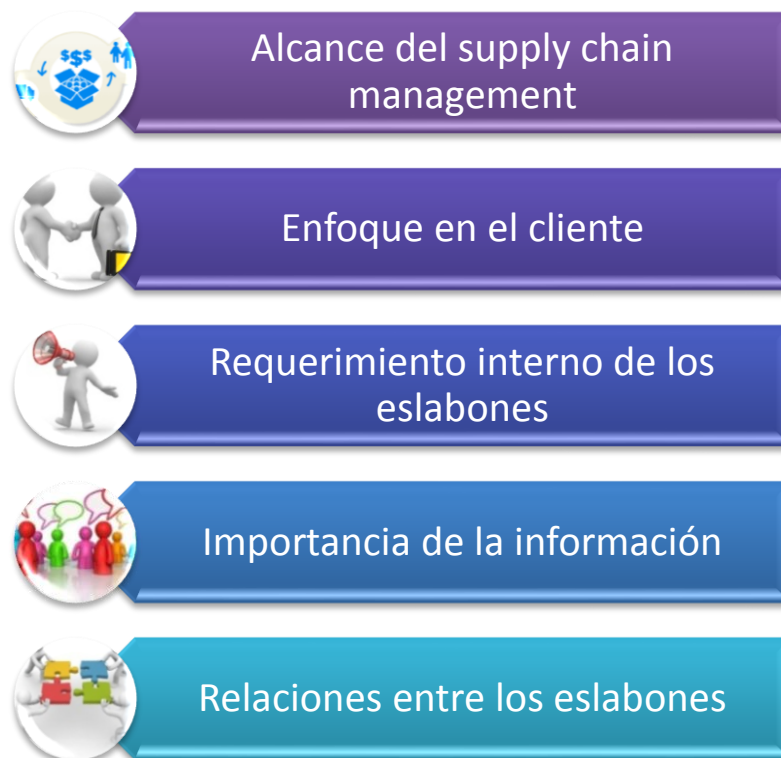 $$$
Alcance del supply chain
management
Enfoque en el cliente
Requerimiento interno de los
eslabones
Importancia de la información
Relaciones entre los eslabones